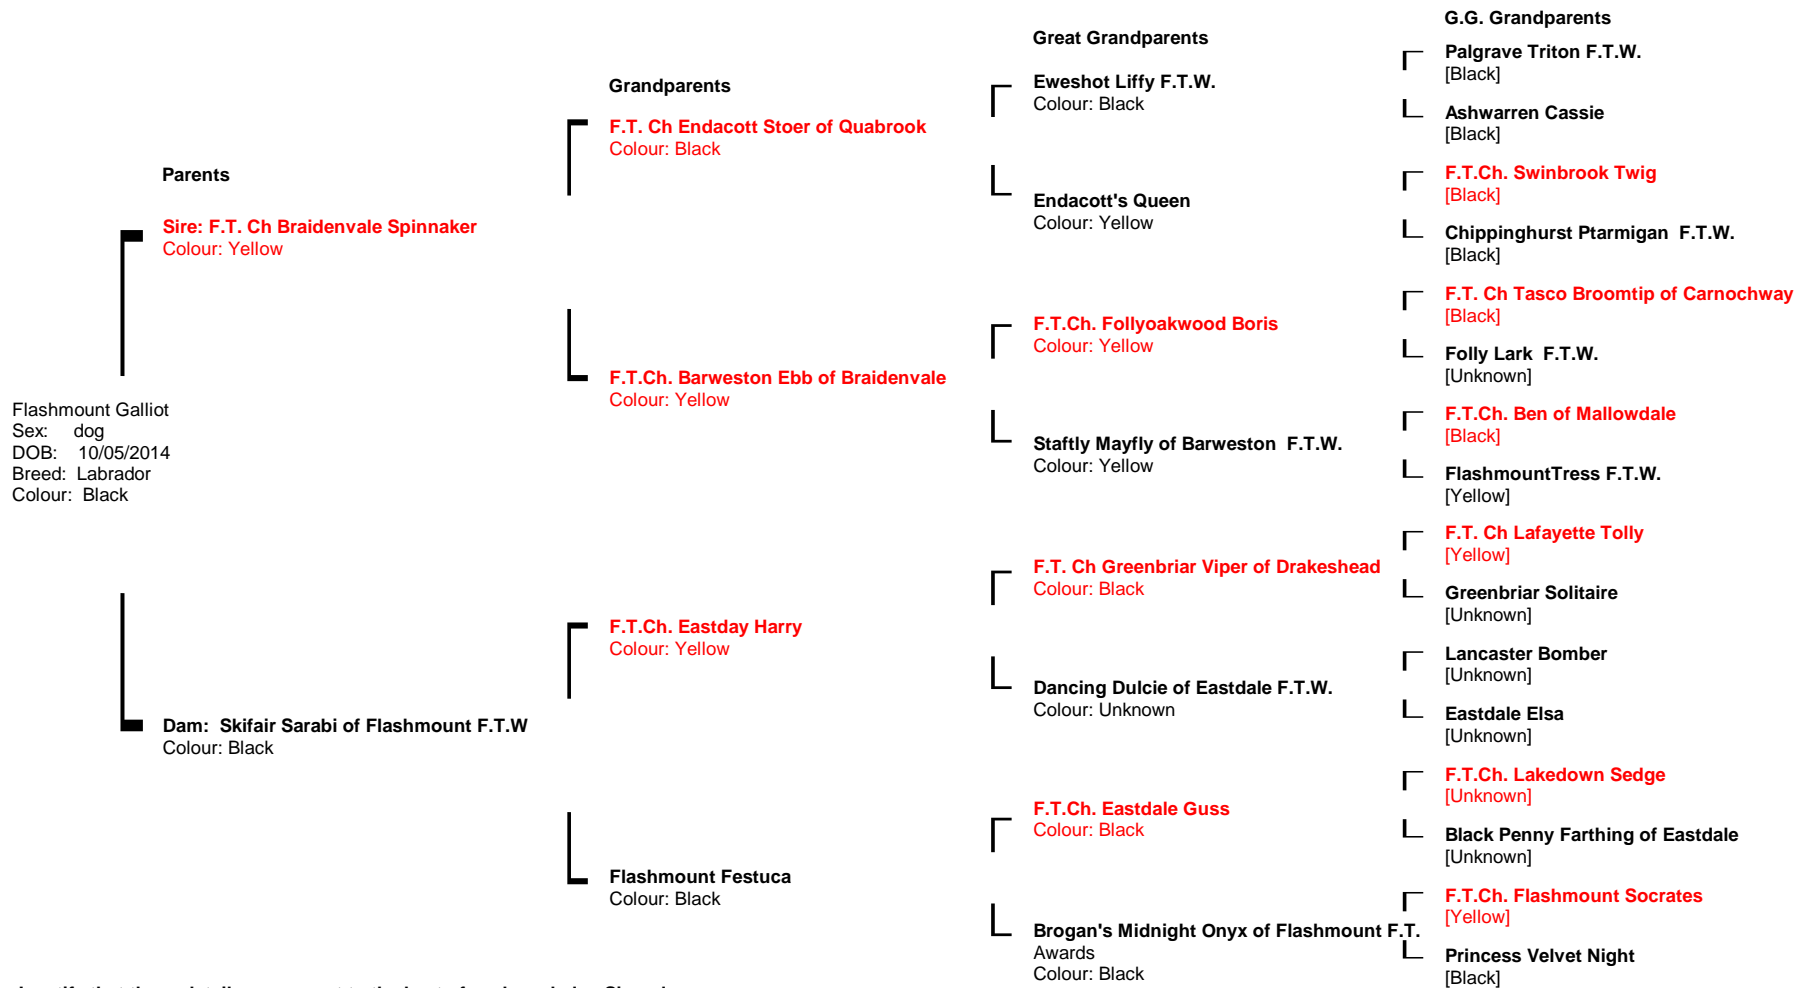 Flashmount Galliot
Sex: dog
DOB: 10/05/2014
Breed: Labrador
Colour: Black
Parents
Sire: F.T. Ch Braidenvale Spinnaker
Colour: Yellow
Dam: Skifair Sarabi of Flashmount F.T.W
Colour: Black
Grandparents
F.T. Ch Endacott Stoer of Quabrook
Colour: Black
F.T.Ch. Barweston Ebb of Braidenvale
Colour: Yellow
F.T.Ch. Eastday Harry
Colour: Yellow
Flashmount Festuca
Colour: Black
Great Grandparents
Eweshot Liffy F.T.W.
Colour: Black
Endacott's Queen
Colour: Yellow
F.T.Ch. Follyoakwood Boris
Colour: Yellow
Staftly Mayfly of Barweston F.T.W.
Colour: Yellow
F.T. Ch Greenbriar Viper of Drakeshead
Colour: Black
Dancing Dulcie of Eastdale F.T.W.
Colour: Unknown
F.T.Ch. Eastdale Guss
Colour: Black
Brogan's Midnight Onyx of Flashmount F.T.
Awards
Colour: Black
G.G. Grandparents
Palgrave Triton F.T.W.
[Black]
Ashwarren Cassie
[Black]
F.T.Ch. Swinbrook Twig
[Black]
Chippinghurst Ptarmigan F.T.W.
[Black]
F.T. Ch Tasco Broomtip of Carnochway
[Black]
Folly Lark F.T.W.
[Unknown]
F.T.Ch. Ben of Mallowdale
[Black]
FlashmountTress F.T.W.
[Yellow]
F.T. Ch Lafayette Tolly
[Yellow]
Greenbriar Solitaire
[Unknown]
Lancaster Bomber
[Unknown]
Eastdale Elsa
[Unknown]
F.T.Ch. Lakedown Sedge
[Unknown]
Black Penny Farthing of Eastdale
[Unknown]
F.T.Ch. Flashmount Socrates
[Yellow]
Princess Velvet Night
[Black]